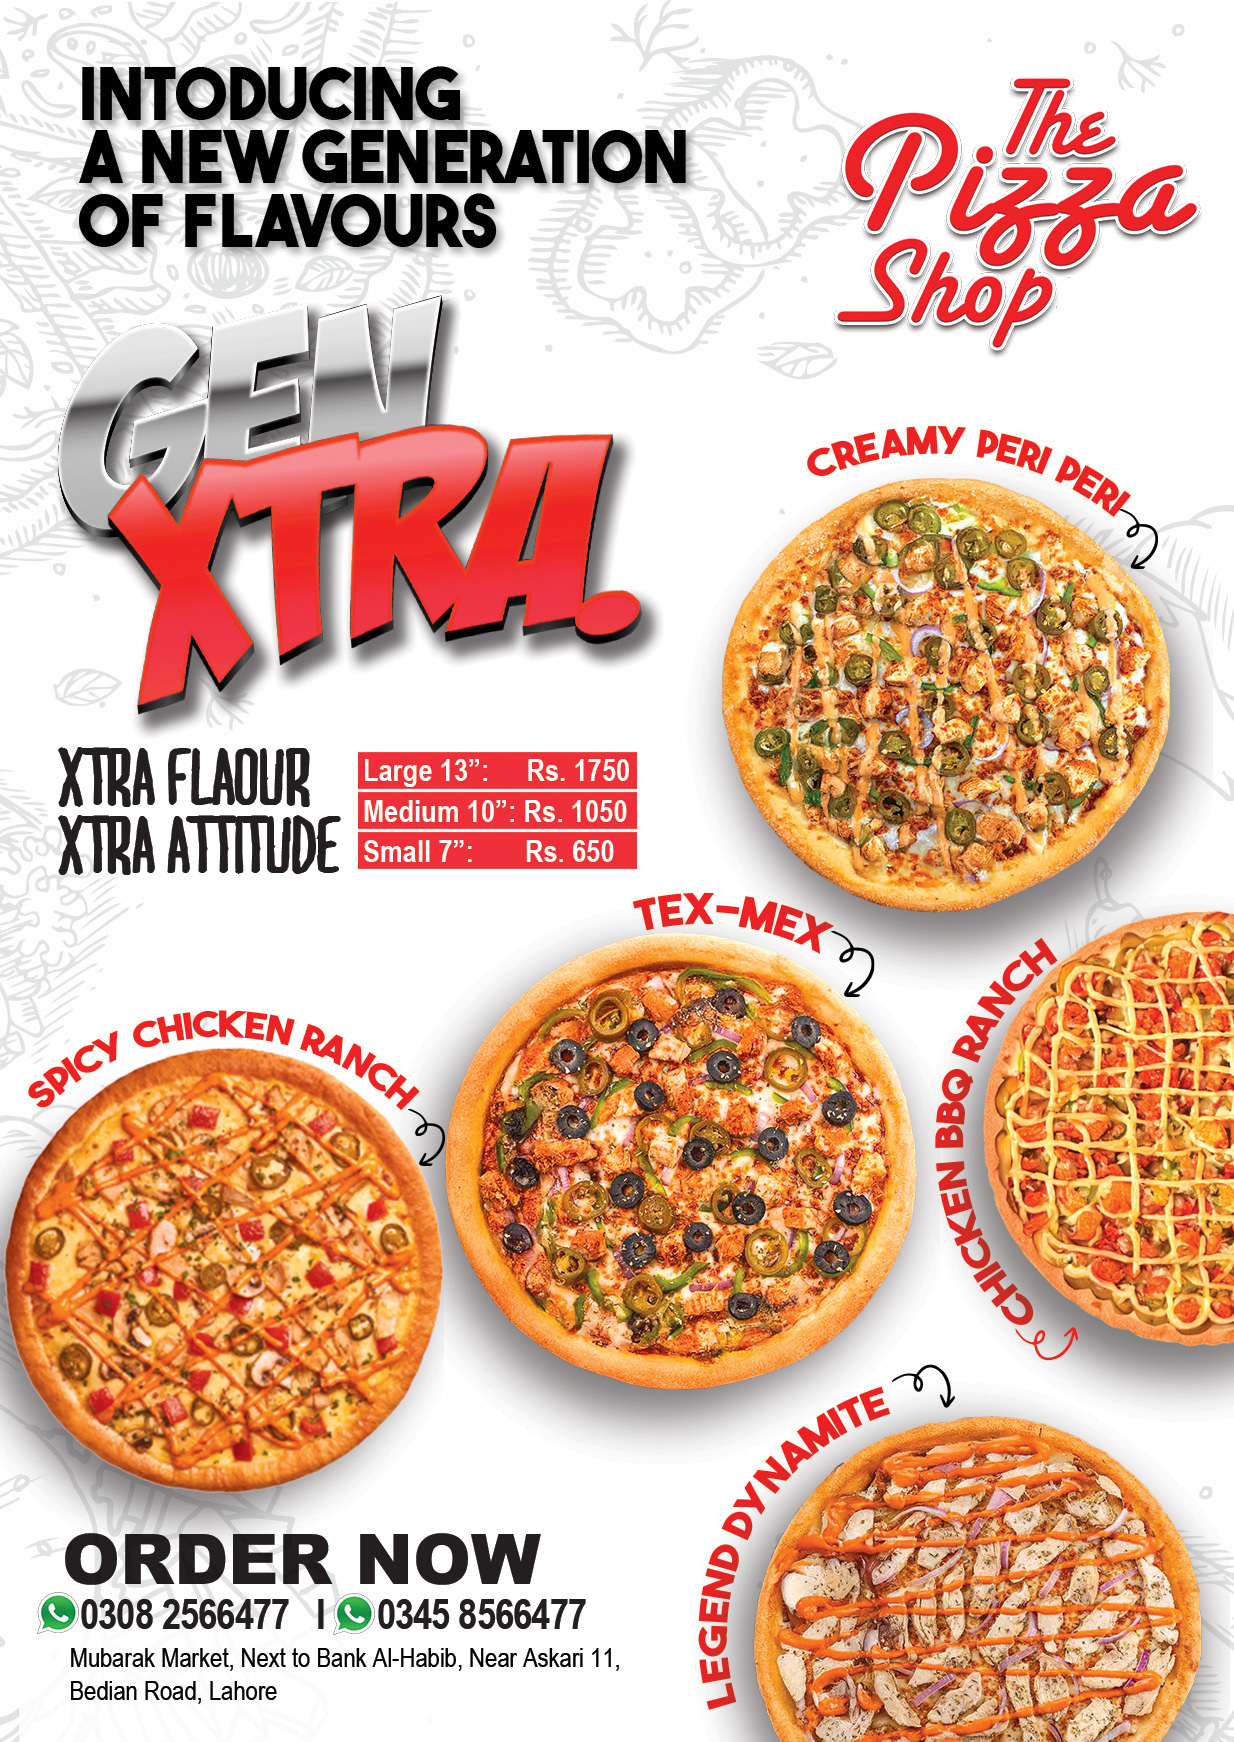 INTODUCING
A NEW GENERATION
OF FLAVOURS
The
Pizza
Shop
GEN
XTRA.
XTRA FLAOUR
XTRA ATTITUDE
Large 13”: Rs. 1750
Medium 10”: Rs. 1050
Small 7”: Rs. 650
CREAMY PERI PERI
TEX-MEX
CHICKEN BBQ RANCH
SPICY CHICKEN RANCH
LEGEND DYNAMITE
ORDER NOW
0308 2566477 | 0345 8566477
Mubarak Market, Next to Bank Al-Habib, Near Askari 11,
Bedian Road, Lahore